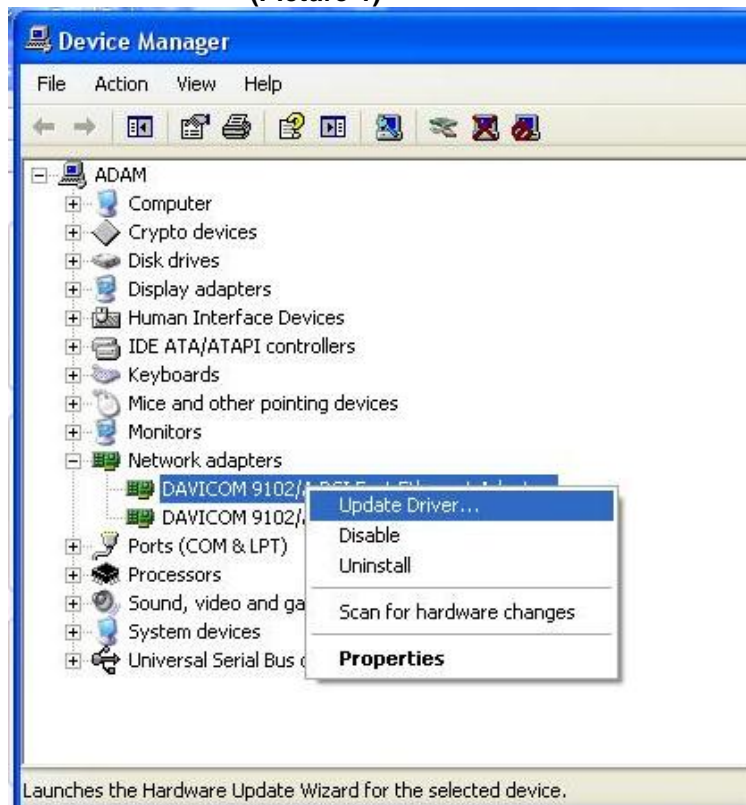 Device Manager
File Action View Help
ADAM
Computer
Crypto devices
Disk drives
Display adapters
Human Interface Devices
IDE ATA/ATAPI controllers
Keyboards
Mice and other pointing devices
Monitors
Network adapters
DAVICOM 9102/
DAVICOM 9102/
Ports (COM & LPT)
Processors
Sound, video and ga
System devices
Universal Serial Bus
Update Driver...
Disable
Uninstall
Scan for hardware changes
Properties
Launches the Hardware Update Wizard for the selected device.